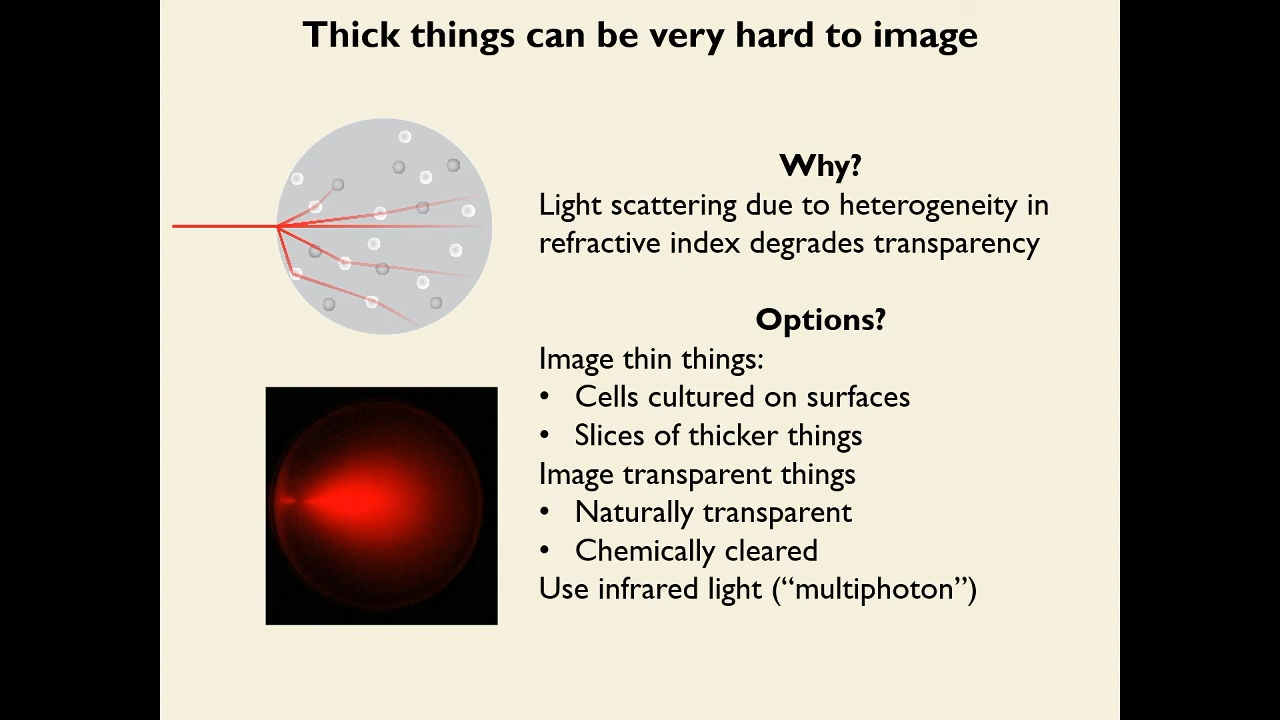 Thick things can be very hard to image
Why?
Light scattering due to heterogeneity in
refractive index degrades transparency
Options?
Image thin things:
• Cells cultured on surfaces
• Slices of thicker things
Image transparent things
• Naturally transparent
• Chemically cleared
Use infrared light (“multiphoton”)